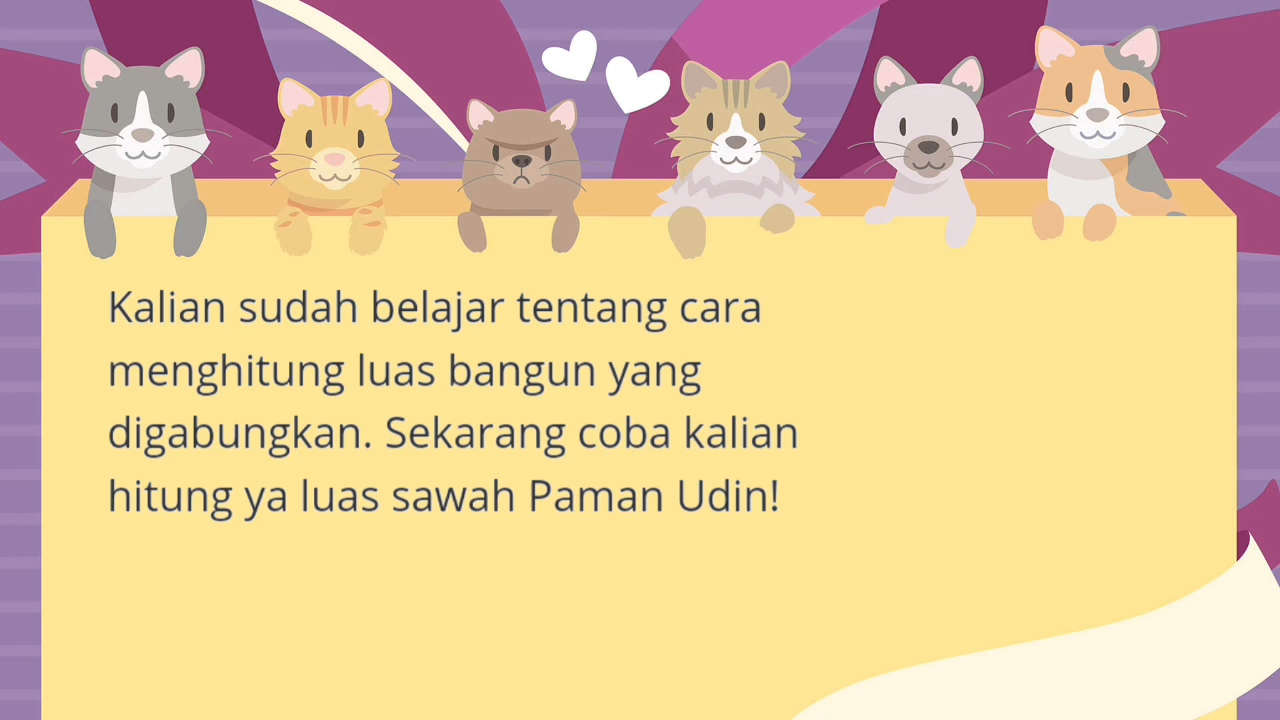 Kalian sudah belajar tentang cara
menghitung luas bangun yang
digabungkan. Sekarang coba kalian
hitung ya luas sawah Paman Udin!